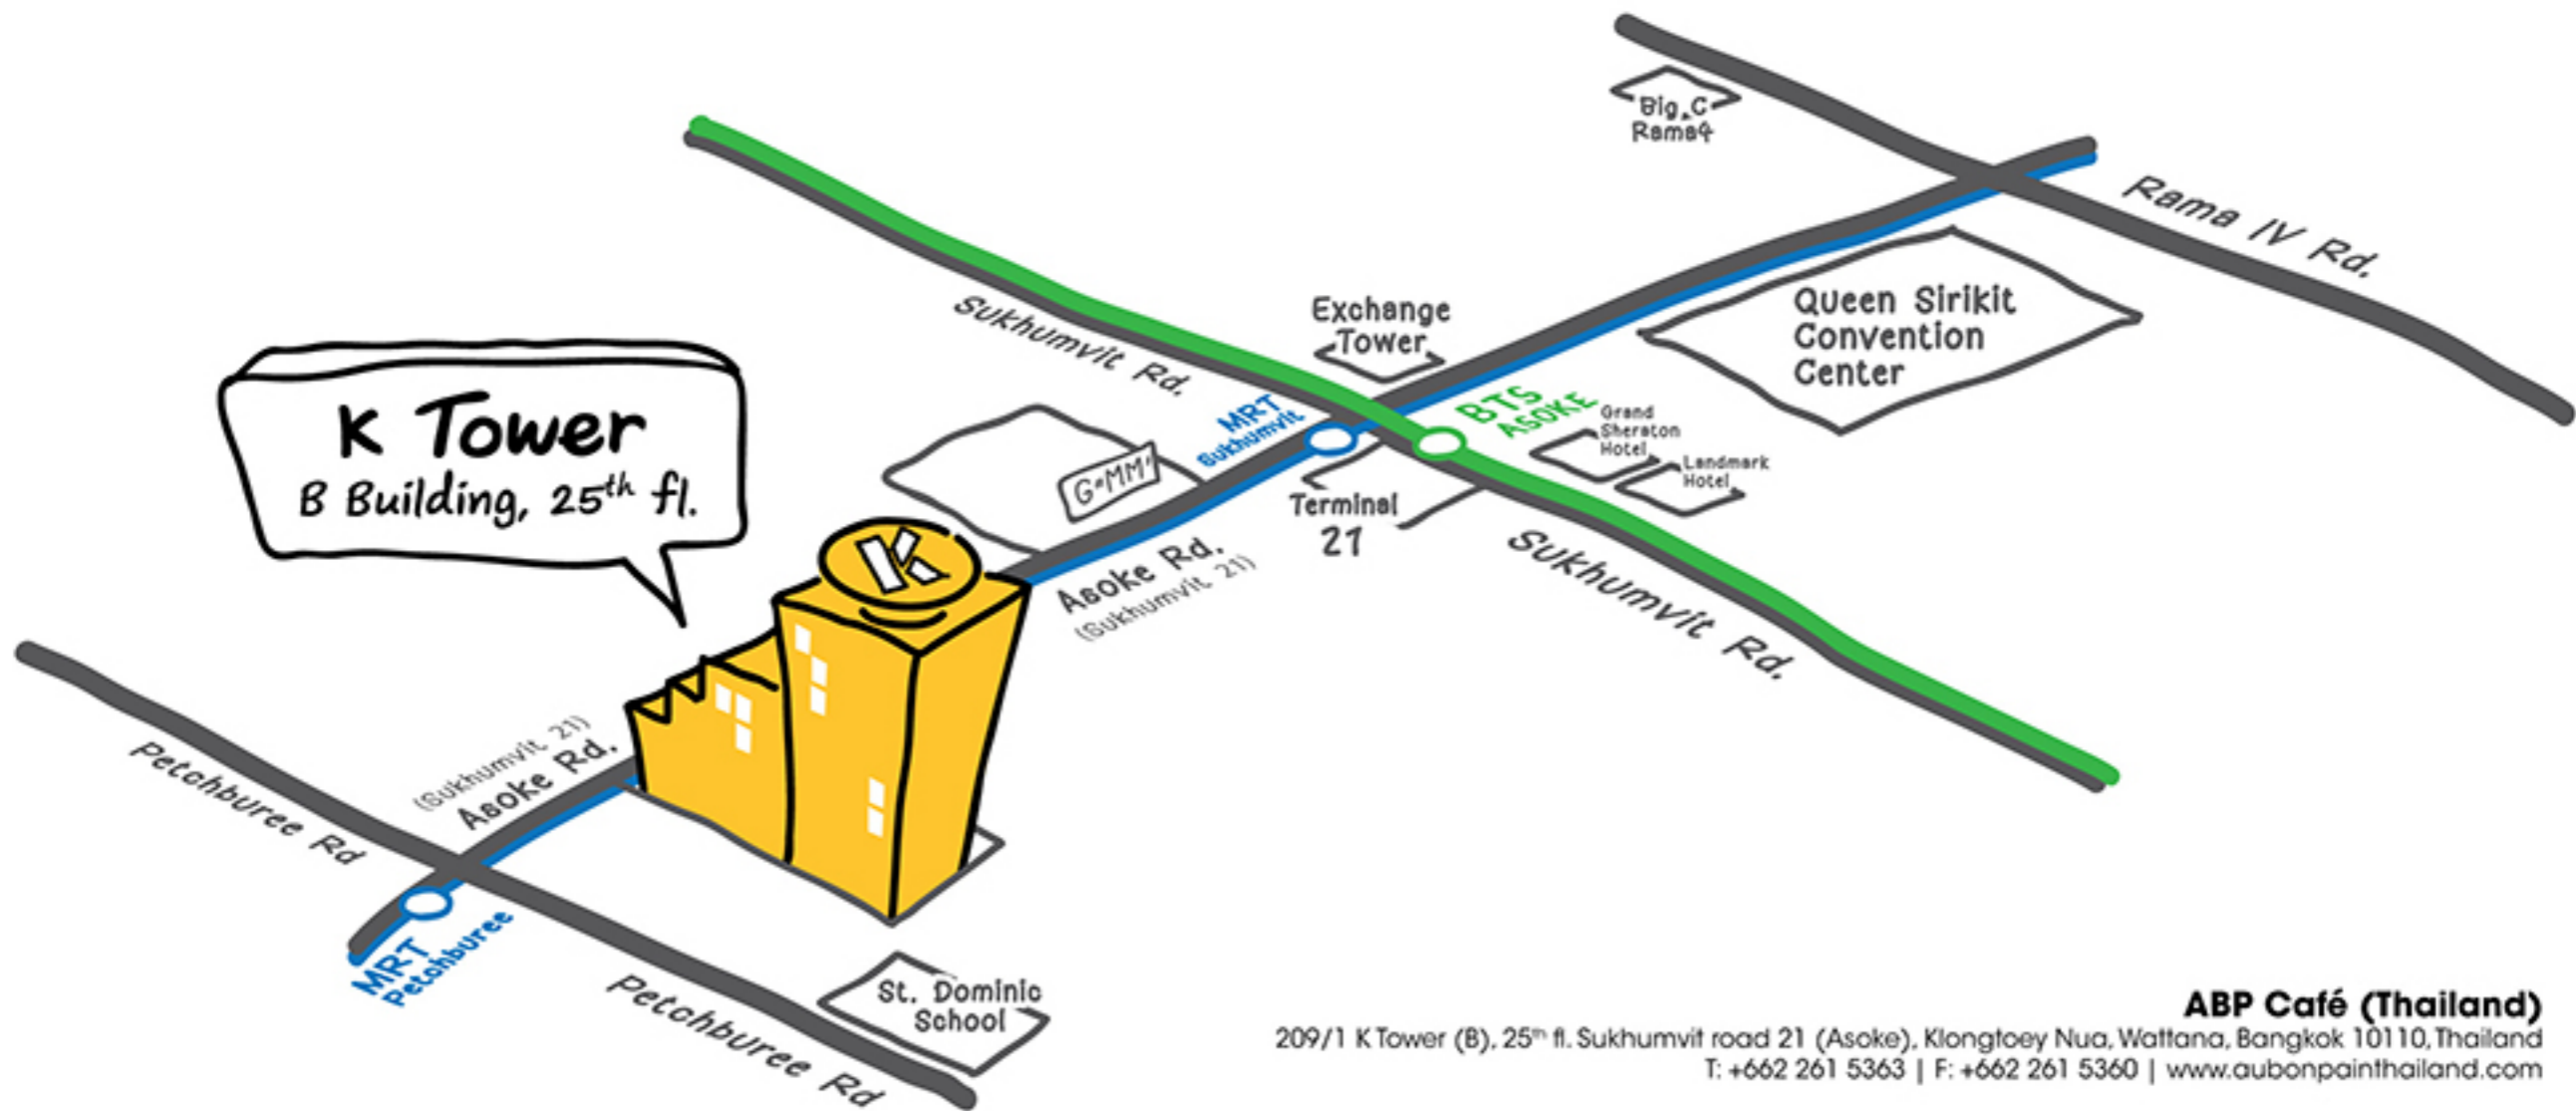 Big C
Rama4
Rama IV Rd.
Queen Sirikit
Convention
Center
Exchange
Tower
Sukhumvit Rd.
MRT
Sukhumvit
BTS
ASOKE
Grand
Sheraton
Hotel
Landmark
Hotel
K Tower
B Building, 25th fl.
GMM'
Terminal
21
K
Asoke Rd.
(Sukhumvit 21)
Sukhumvit Rd.
(Sukhumvit 21)
Asoke Rd.
Petchburee Rd
MRT
Petchburee
Petchburee Rd
St. Dominic
School
ABP Café (Thailand)
209/1 K Tower (B), 25th fl. Sukhumvit road 21 (Asoke), Klongtoey Nua, Wattana, Bangkok 10110, Thailand
T: +662 261 5363 | F: +662 261 5360 | www.aubonpainthailand.com